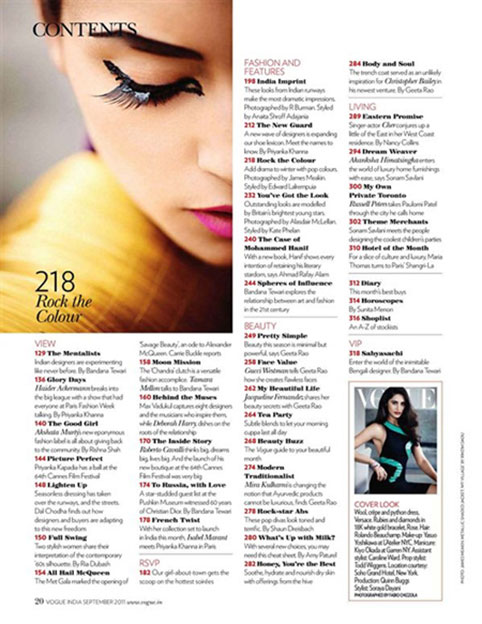 CONTENTS
218
Rock the
Colour
VIEW
129 The Mentalists
Indian designers are experimenting
like never before. By Bandana Tewari
136 Glory Days
Haider Ackermann breaks into
the big league with a show that had
everyone at Paris Fashion Week
talking. By Priyanka Khanna
140 The Good Girl
Akshata Murty's new eponymous
fashion label is all about giving back
to the community. By Rishna Shah
144 Picture Perfect
Priyanka Kapadia has a ball at the
64th Cannes Film Festival
148 Lighten Up
Seasonless dressing has taken
over the runways, and the streets.
Dal Chodha finds out how
designers and buyers are adapting
to this new freedom
150 Full Swing
Two stylish women share their
interpretation of the contemporary
'60s silhouette. By Ria Dubash
154 All Hail McQueen
The Met Gala marked the opening of
'Savage Beauty', an ode to Alexander
McQueen. Carrie Buckle reports
158 Moon Mission
The 'Chandra' clutch is a versatile
fashion accomplice. Tamara
Mellon talks to Bandana Tewari
160 Behind the Muses
Max Vadukul captures eight designers
and the musicians who inspire them,
while Deborah Harry, dishes on the
roots of the relationship
170 The Inside Story
Roberto Cavalli thinks big, dreams
big, lives big. And the launch of his
new boutique at the 64th Cannes
Film Festival was very big
174 To Russia, with Love
A star-studded guest list at the
Pushkin Museum witnessed 60 years
of Christian Dior. By Bandana Tewari
178 French Twist
With her collection set to launch
in India this month, Isabel Marant
meets Priyanka Khanna in Paris
RSVP
182 Our girl-about-town gets the
scoop on the hottest soirées
FASHION AND
FEATURES
198 India Imprint
These looks from Indian runways
make the most dramatic impressions.
Photographed by R Burman. Styled
by Anaita Shroff Adajania
212 The New Guard
A new wave of designers is expanding
our shoe lexicon. Meet the names to
know. By Priyanka Khanna
218 Rock the Colour
Add drama to winter with pop colours.
Photographed by James Meakin.
Styled by Edward Lakempuia
232 You've Got the Look
Outstanding looks are modelled
by Britain's brightest young stars.
Photographed by Alasdair McLellan.
Styled by Kate Phelan
240 The Case of
Mohammed Hanif
With a new book, Hanif shows every
intention of retaining his literary
stardom, says Ahmad Rafay Alam
244 Spheres of Influence
Bandana Tewari explores the
relationship between art and fashion
in the 21st century
BEAUTY
249 Pretty Simple
Beauty this season is minimal but
powerful, says Geeta Rao
258 Face Value
Gucci Westman tells Geeta Rao
how she creates flawless faces
262 My Beautiful Life
Jacqueline Fernandez shares her
beauty secrets with Geeta Rao
264 Tea Party
Subtle blends to let your morning
cuppa last all day
268 Beauty Buzz
The Vogue guide to your beautiful
month
274 Modern
Traditionalist
Mira Kulkarni is changing the
notion that Ayurvedic products
cannot be luxurious, finds Geeta Rao
278 Rock-star Abs
These pop divas look toned and
terrific. By Shaun Dreisbach
280 What's Up with Milk?
With several new choices, you may
need this cheat sheet. By Amy Paturel
282 Honey, You're the Best
Soothe, hydrate and nourish dry skin
with offerings from the hive
284 Body and Soul
The trench coat served as an unlikely
inspiration for Christopher Bailey in
his newest venture. By Geeta Rao
LIVING
289 Eastern Promise
Singer-actor Cher conjures up a
little of the East in her West Coast
residence. By Nancy Collins
294 Dream Weaver
Akanksha Himatsingka enters
the world of luxury home furnishings
with ease, says Sonam Savlani
300 My Own
Private Toronto
Russell Peters takes Paulomi Patel
through the city he calls home
302 Theme Merchants
Sonam Savlani meets the people
designing the coolest children's parties
310 Hotel of the Month
For a slice of culture and luxury, Maria
Thomas turns to Paris' Shangri-La
312 Diary
This month's best buys
314 Horoscopes
By Sunita Menon
316 Shoplist
An A-Z of stockists
VIP
318 Sabyasachi
Enter the world of the inimitable
Bengali designer. By Bandana Tewari
VOGUE
COVER LOOK
Wool, crêpe and python dress,
Versace. Rubies and diamonds in
18K white gold bracelet, Rose. Hair:
Rolando Beauchamp. Make-up: Yasuo
Yoshikawa at L'Atelier NYC. Manicure:
Kiyo Okada at Garren NY. Assistant
stylist: Caroline Ward. Prop stylist:
Todd Wiggins. Location courtesy:
Soho Grand Hotel, New York.
Production: Quinn Buggs
Stylist: Soraya Dayani
PHOTOGRAPHED BY FABIO CHIZZOLA
20 VOGUE INDIA SEPTEMBER 2011 www.vogue.in